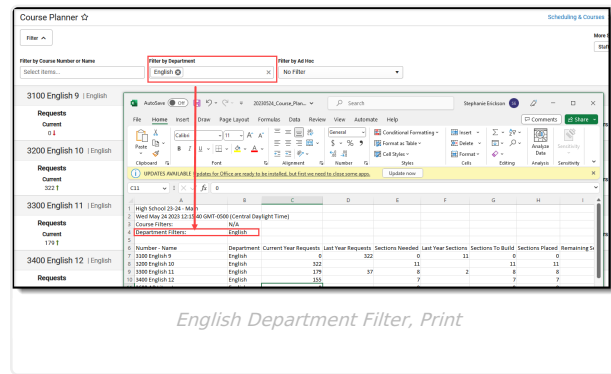 Course Planner ☆ Scheduling & Courses
Filter More
Staff
Filter by Course Number or Name Filter by Department Filter by Ad Hoc
Select items... English × No Filter
3100 English 9 | English
Requests
Current
0 ↓
3200 English 10 | English
Requests
Current
322 ↑
3300 English 11 | English
Requests
Current
179 ↑
3400 English 12 | English
Requests
AutoSave Off 20230524_Course_Plan... Search Stephanie Erickson
File Home Insert Draw Page Layout Formulas Data Review View Automate Help Comments Share
Paste Calibri 11 A A General Conditional Formatting Insert Analyze Sensitivity
B I U $ % Format as Table Delete Data
Cell Styles Format
Clipboard Font Alignment Number Styles Cells Editing Analysis Sensitivity
UPDATES AVAILABLE Updates for Office are ready to be installed, but first we need to close some apps. Update now
C11 fx 0
A B C D E F G H I
1 High School 23-24 - Main
2 Wed May 24 2023 12:15:40 GMT-0500 (Central Daylight Time)
3 Course Filters: N/A
4 Department Filters: English
5
6 Number - Name Department Current Year Requests Last Year Requests Sections Needed Last Year Sections Sections To Build Sections Placed Remaining Se
7 3100 English 9 English 0 322 0 11 0 0
8 3200 English 10 English 322 11 11 11
9 3300 English 11 English 179 37 8 2 8 8
10 3400 English 12 English 155 7 7 7
English Department Filter, Print